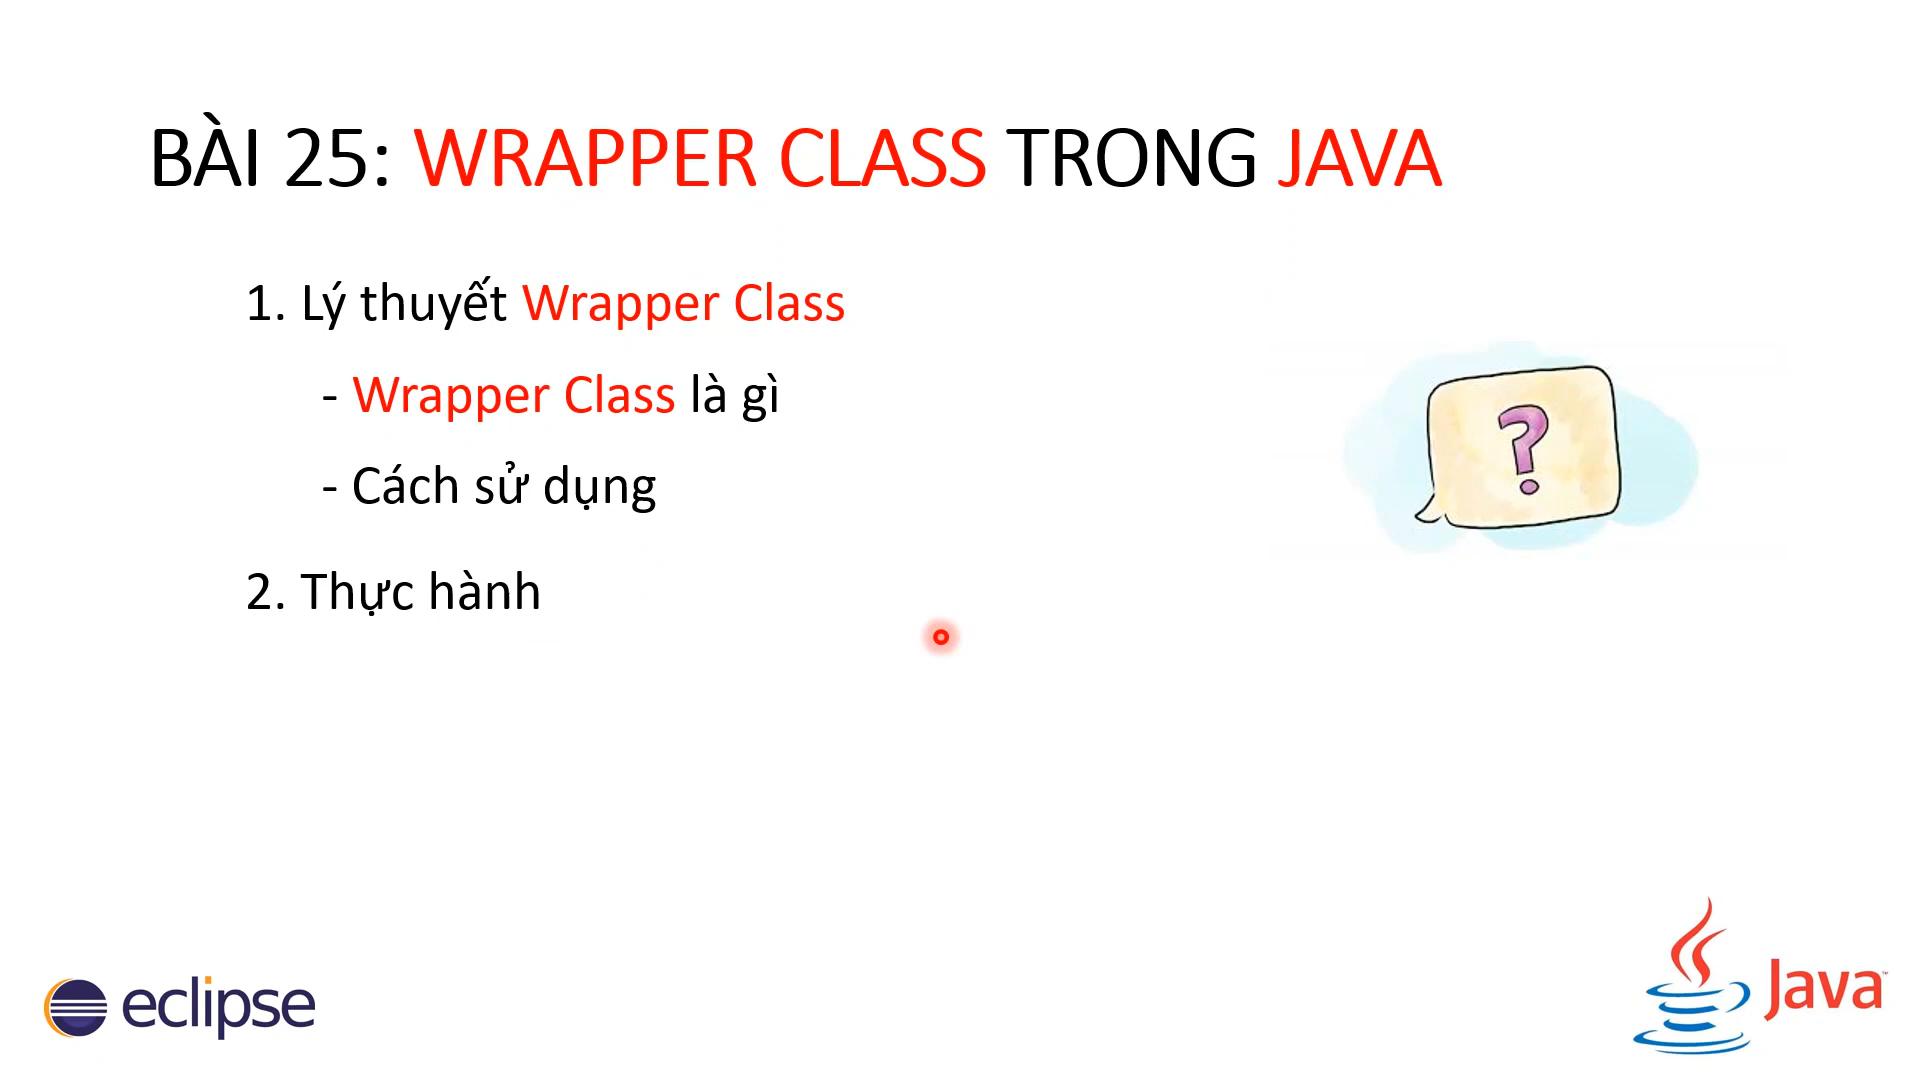 BÀI 25: WRAPPER CLASS TRONG JAVA
1. Lý thuyết Wrapper Class
- Wrapper Class là gì
- Cách sử dụng
2. Thực hành
?
eclipse
Java™